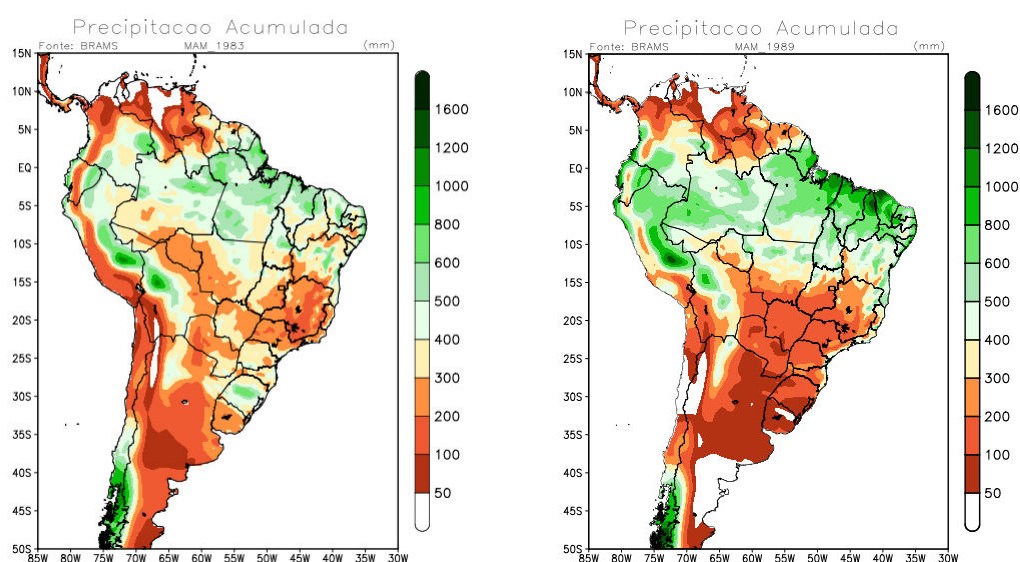 Precipitacao Acumulada
Fonte: BRAMS MAM_1983 (mm)
15N
10N
5N
EQ
5S
10S
15S
20S
25S
30S
35S
40S
45S
50S
85W 80W 75W 70W 65W 60W 55W 50W 45W 40W 35W 30W
1600
1200
1000
800
600
500
400
300
200
100
50
Precipitacao Acumulada
Fonte: BRAMS MAM_1989 (mm)
15N
10N
5N
EQ
5S
10S
15S
20S
25S
30S
35S
40S
45S
50S
85W 80W 75W 70W 65W 60W 55W 50W 45W 40W 35W 30W
1600
1200
1000
800
600
500
400
300
200
100
50